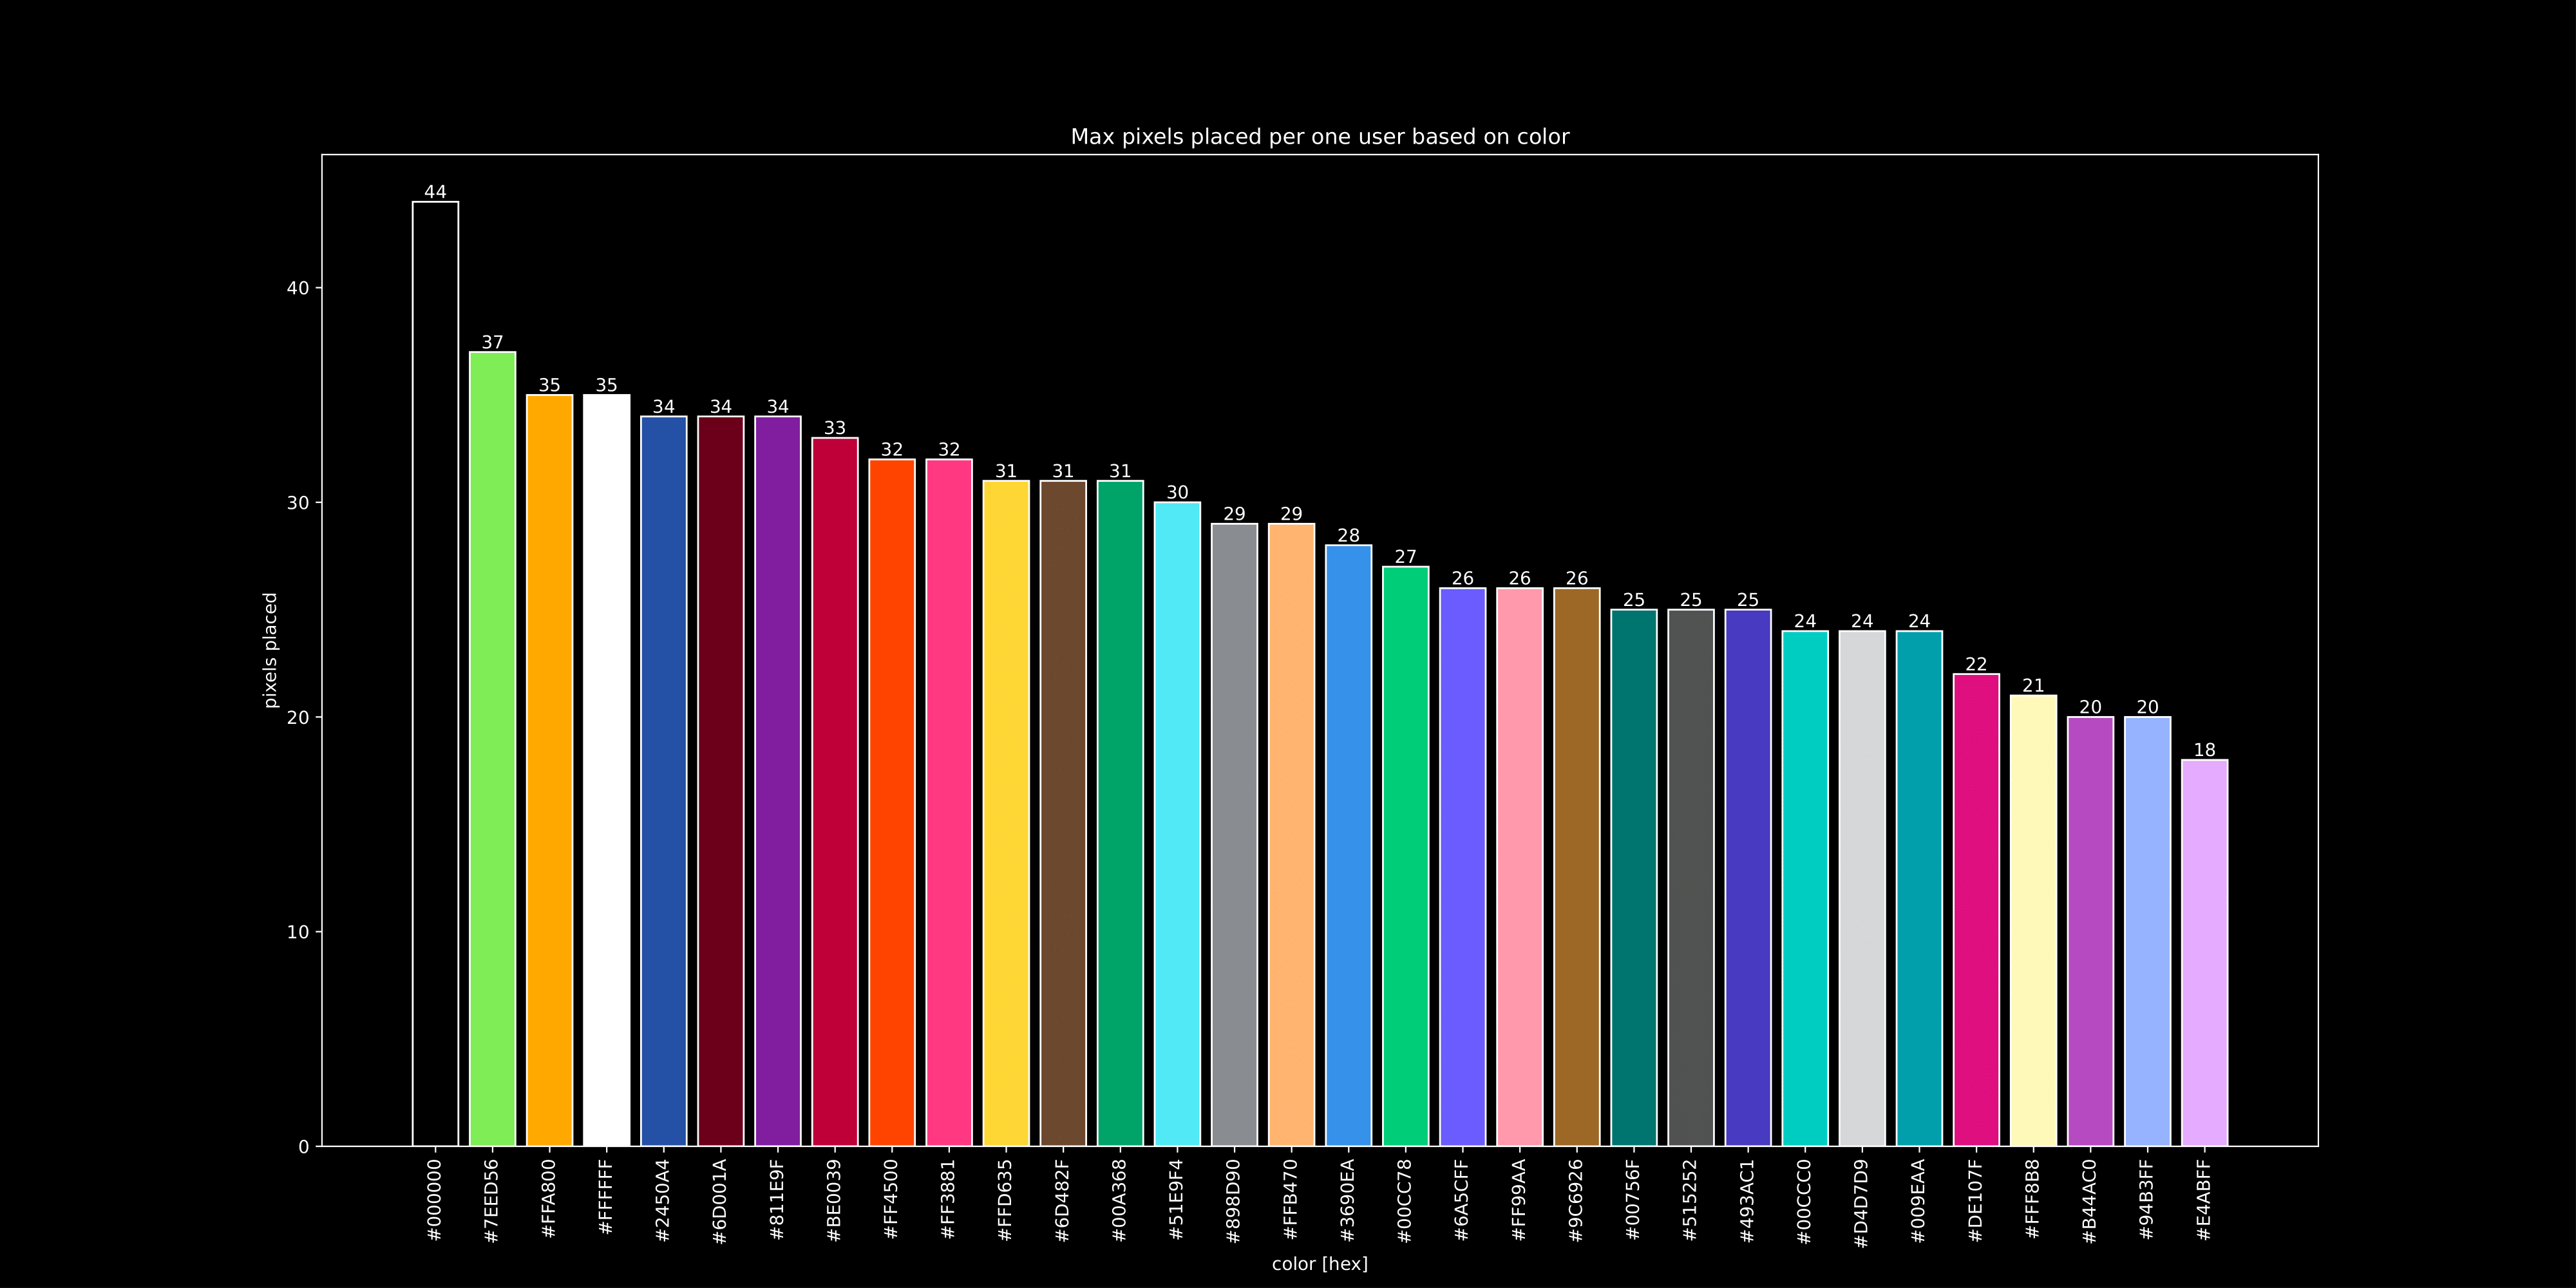 Max pixels placed per one user based on color
pixels placed
40
30
20
10
0
44
37
35
35
34
34
34
33
32
32
31
31
31
30
29
29
28
27
26
26
26
25
25
25
24
24
24
22
21
20
20
18
#000000
#7EED56
#FFA800
#FFFFFF
#2450A4
#6D001A
#811E9F
#BE0039
#FF4500
#FF3881
#FFD635
#6D482F
#00A368
#51E9F4
#898D90
#FFB470
#3690EA
#00CC78
#6A5CFF
#FF99AA
#9C6926
#00756F
#515252
#493AC1
#00CCC0
#D4D7D9
#009EAA
#DE107F
#FFF8B8
#B44AC0
#94B3FF
#E4ABFF
color [hex]